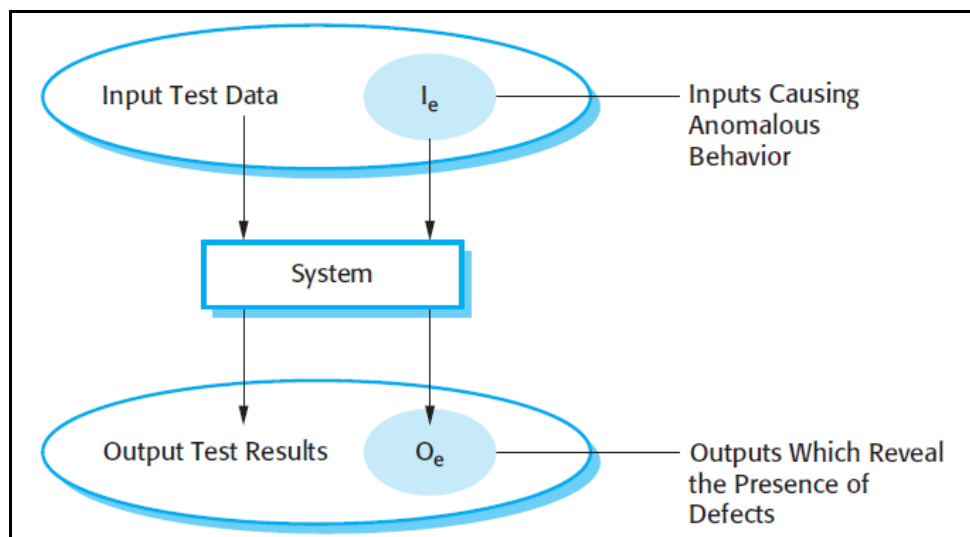 Input Test Data
Ie
Inputs Causing
Anomalous
Behavior
System
Output Test Results
Oe
Outputs Which Reveal
the Presence of
Defects